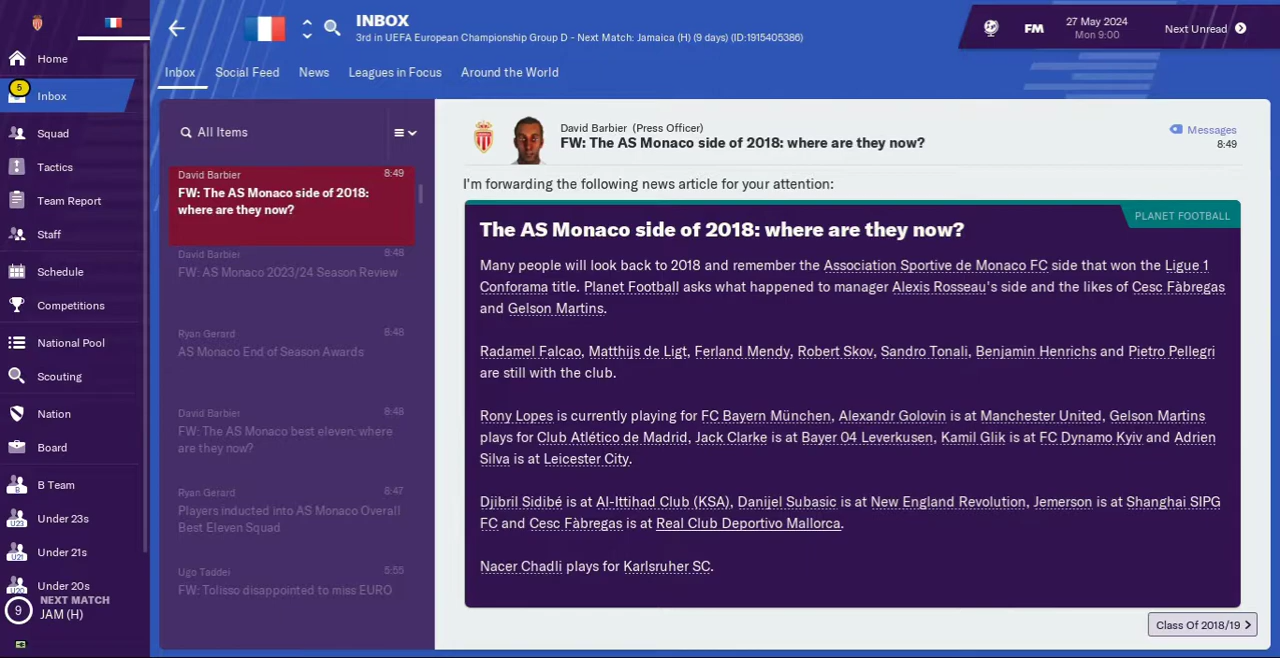 INBOX
3rd in UEFA European Championship Group D - Next Match: Jamaica (H) (9 days) (ID:1915405386)
FM
27 May 2024
Mon 9:00
Next Unread
Inbox
Social Feed
News
Leagues in Focus
Around the World
Home
5
Inbox
Squad
Tactics
Team Report
Staff
Schedule
Competitions
National Pool
Scouting
Nation
Board
B
B Team
U23
Under 23s
U21
Under 21s
U20
Under 20s
9
NEXT MATCH
JAM (H)
All Items
David Barbier 8:49
FW: The AS Monaco side of 2018:
where are they now?
David Barbier 8:48
FW: AS Monaco 2023/24 Season Review
Ryan Gerard 8:48
AS Monaco End of Season Awards
David Barbier 8:48
FW: The AS Monaco best eleven: where
are they now?
Ryan Gerard 8:47
Players inducted into AS Monaco Overall
Best Eleven Squad
Ugo Taddei 5:55
FW: Tolisso disappointed to miss EURO
David Barbier (Press Officer)
FW: The AS Monaco side of 2018: where are they now?
Messages
8:49
I'm forwarding the following news article for your attention:
PLANET FOOTBALL
The AS Monaco side of 2018: where are they now?
Many people will look back to 2018 and remember the Association Sportive de Monaco FC side that won the Ligue 1
Conforama title. Planet Football asks what happened to manager Alexis Rosseau's side and the likes of Cesc Fàbregas
and Gelson Martins.
Radamel Falcao, Matthijs de Ligt, Ferland Mendy, Robert Skov, Sandro Tonali, Benjamin Henrichs and Pietro Pellegri
are still with the club.
Rony Lopes is currently playing for FC Bayern München, Alexandr Golovin is at Manchester United, Gelson Martins
plays for Club Atlético de Madrid, Jack Clarke is at Bayer 04 Leverkusen, Kamil Glik is at FC Dynamo Kyiv and Adrien
Silva is at Leicester City.
Djibril Sidibé is at Al-Ittihad Club (KSA), Danijel Subasic is at New England Revolution, Jemerson is at Shanghai SIPG
FC and Cesc Fàbregas is at Real Club Deportivo Mallorca.
Nacer Chadli plays for Karlsruher SC.
Class Of 2018/19